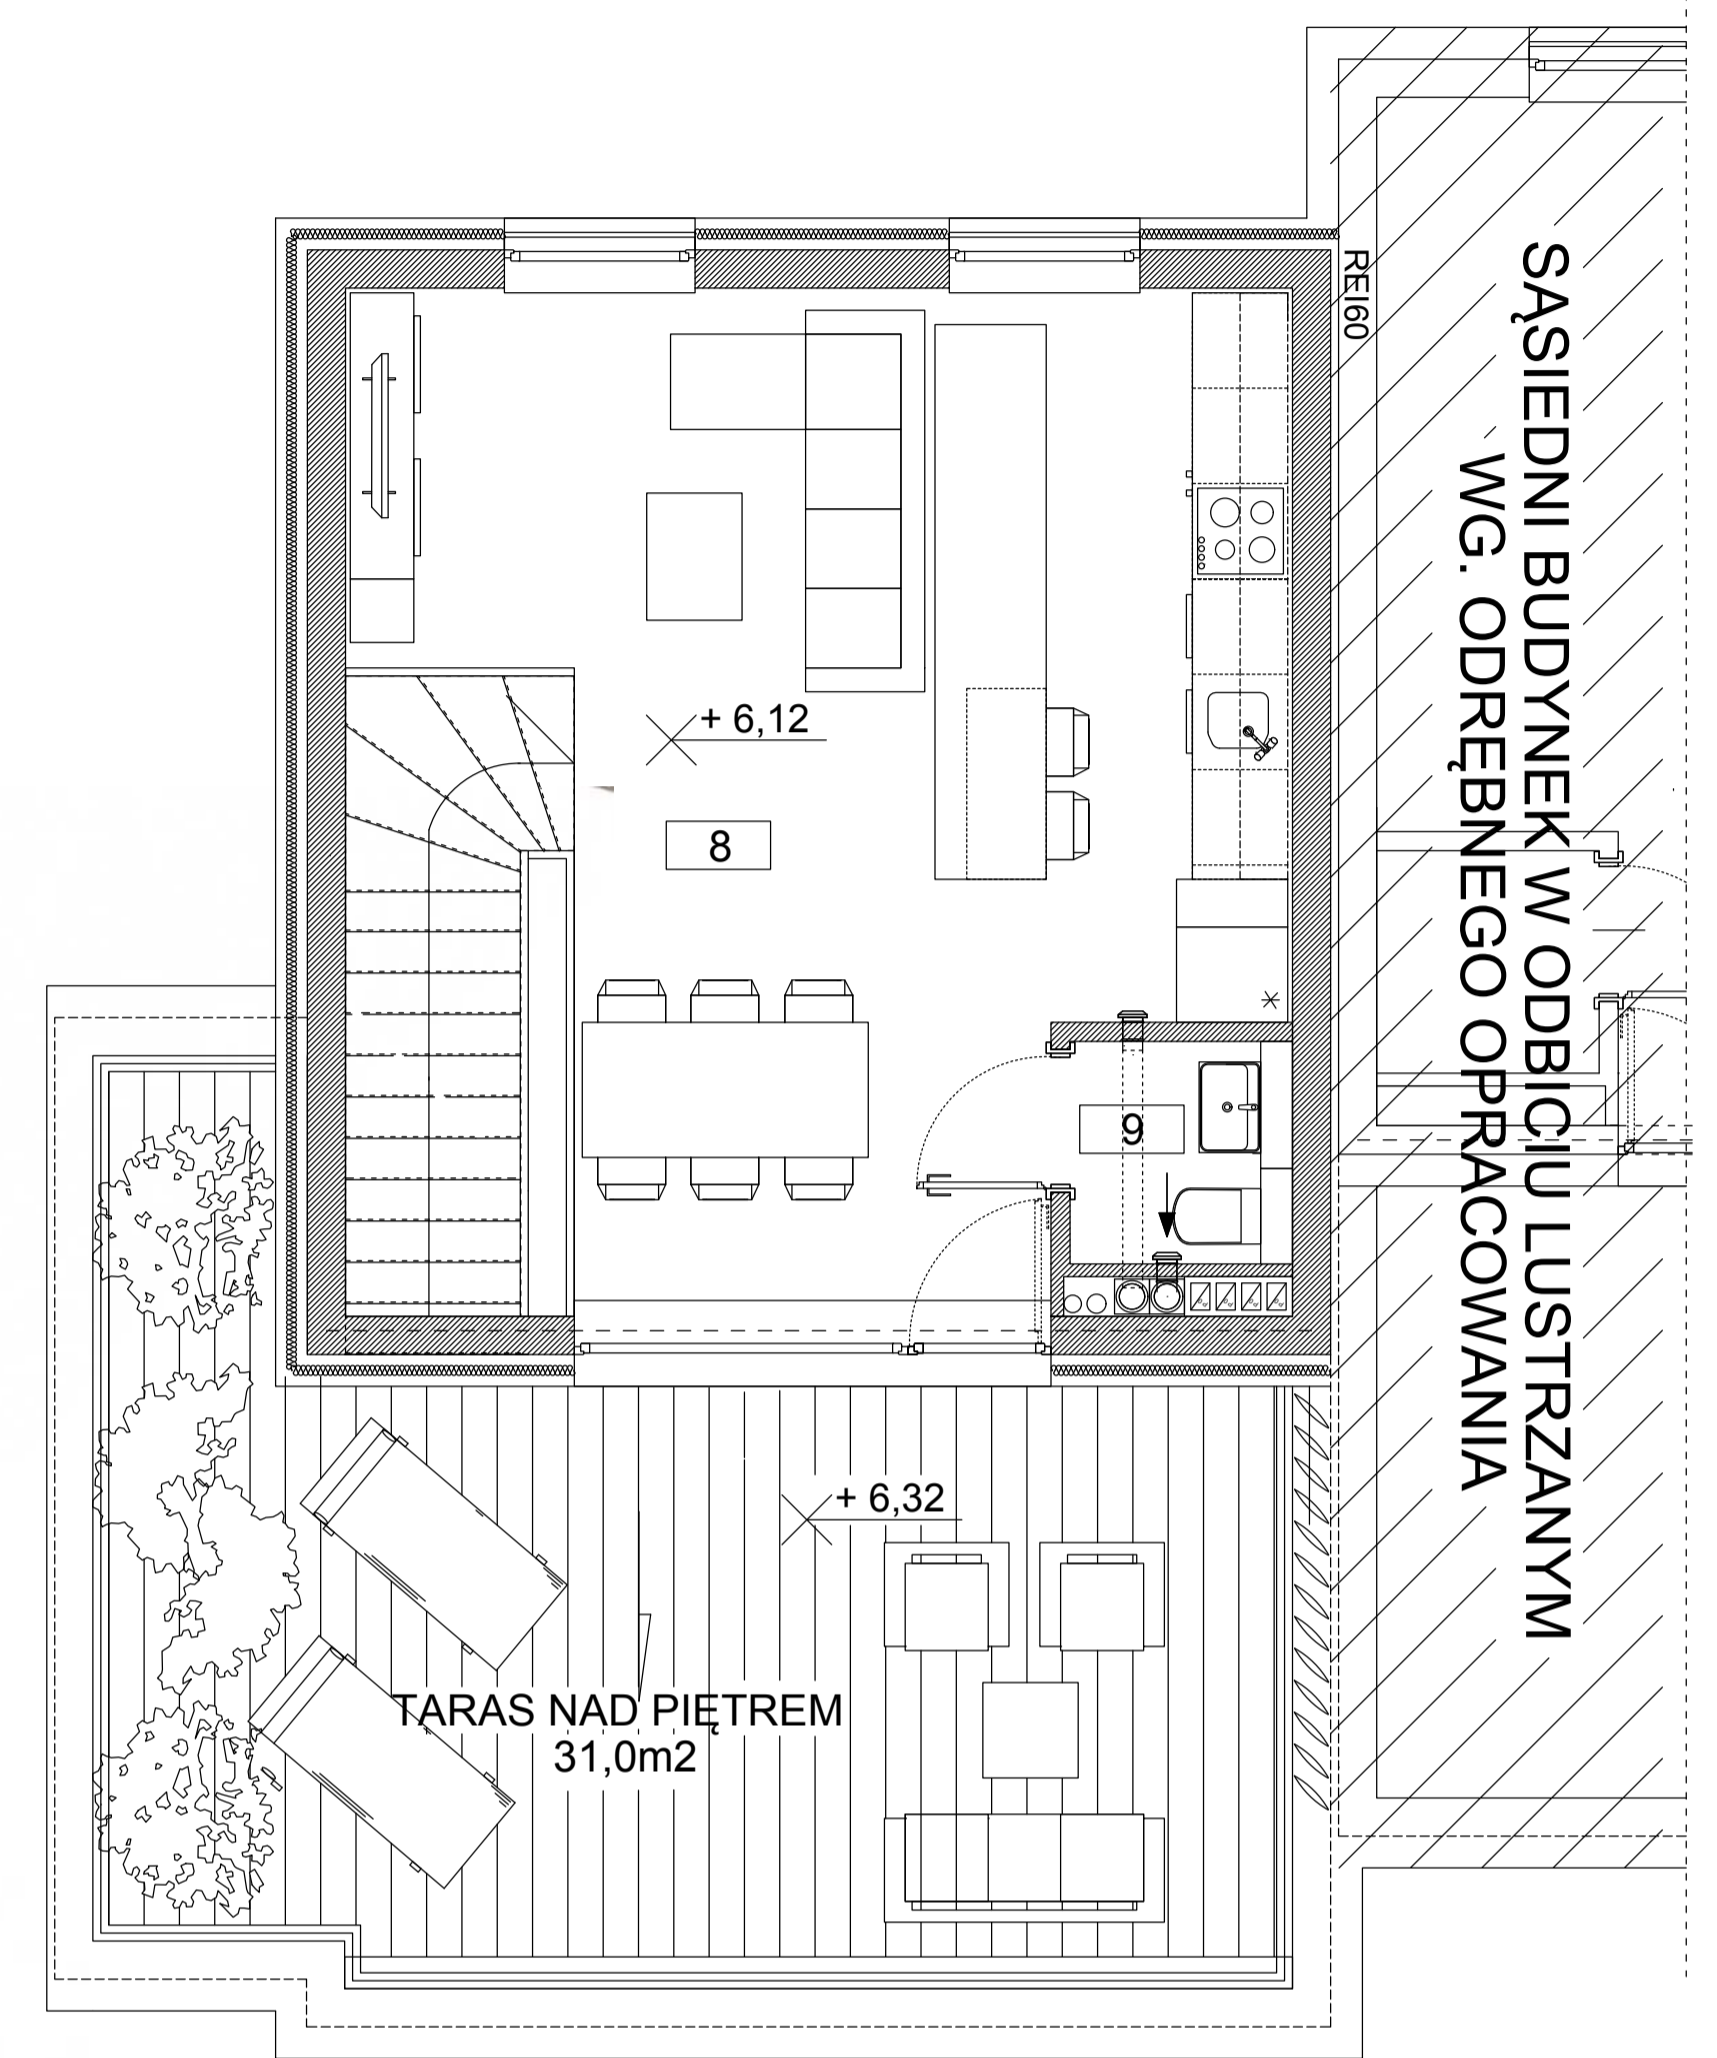 REI60
SĄSIEDNI BUDYNEK W ODBICIU LUSTRZANYM
WG. ODRĘBNEGO OPRACOWANIA
+ 6,12
8
9
+ 6,32
TARAS NAD PIĘTREM
31,0m2